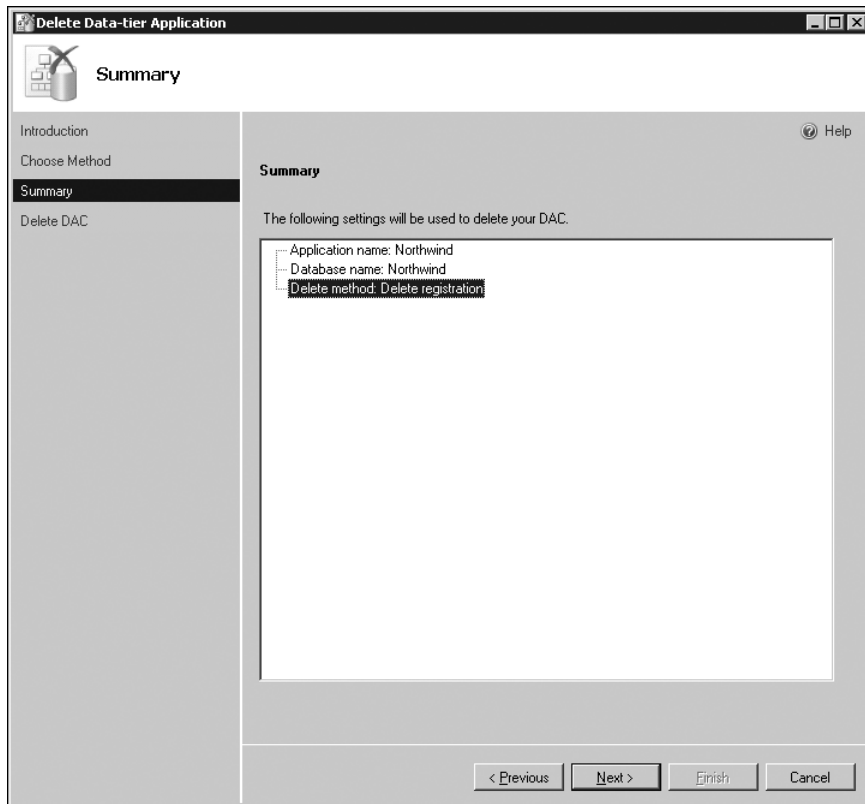 Delete Data-tier Application
Summary
Introduction
Choose Method
Summary
Delete DAC
Help
Summary
The following settings will be used to delete your DAC.
Application name: Northwind
Database name: Northwind
Delete method: Delete registration
< Previous
Next >
Finish
Cancel